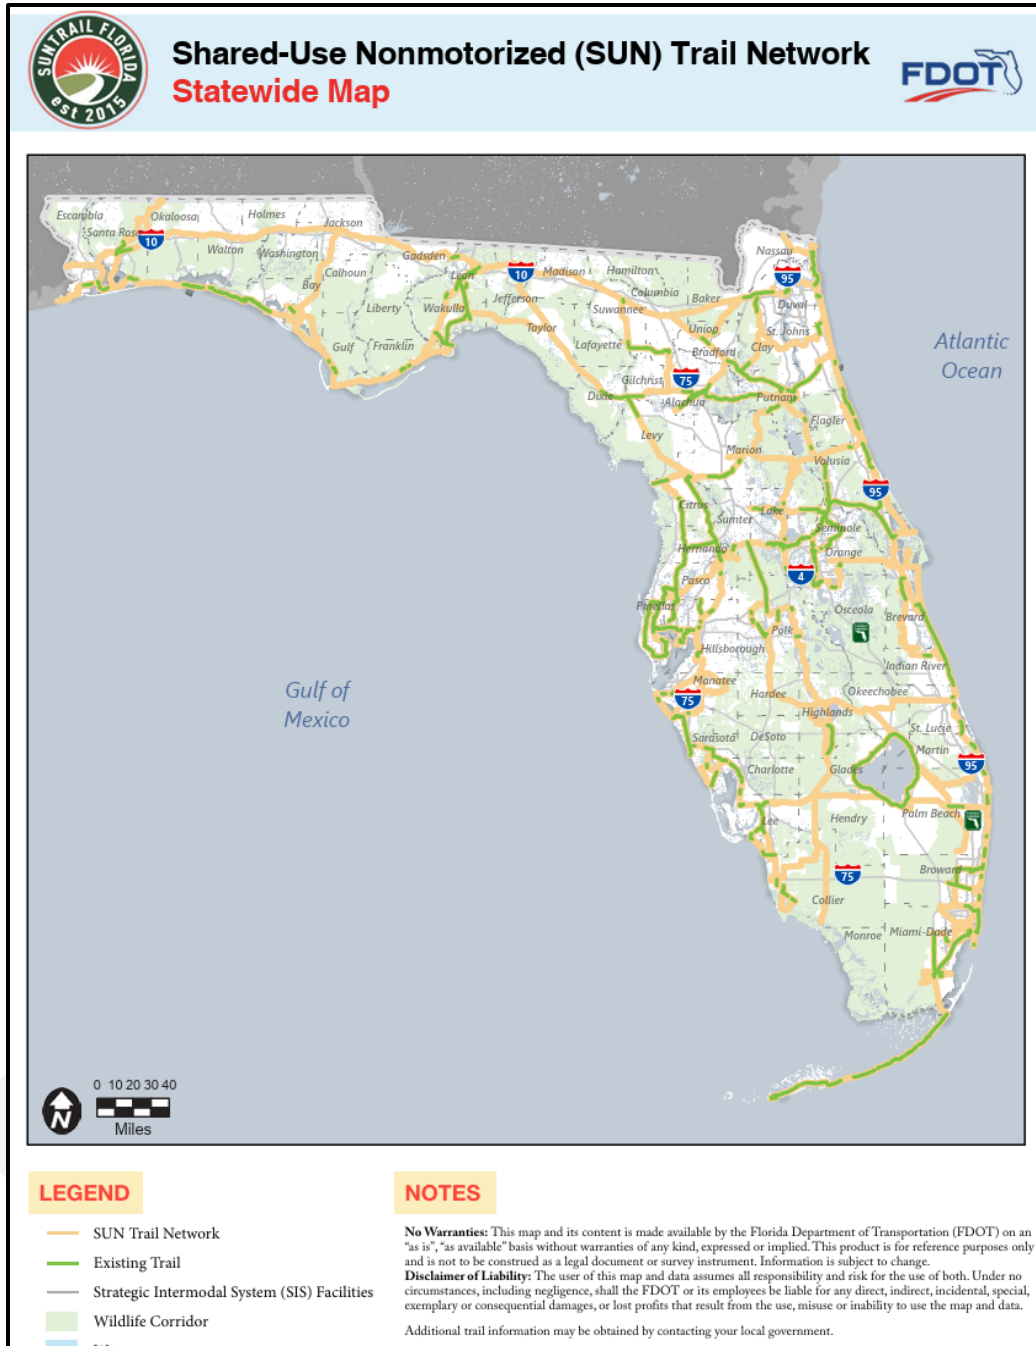 SUNTRAIL FLORIDA
est 2015
Shared-Use Nonmotorized (SUN) Trail Network
Statewide Map
FDOT
Escambia
Okaloosa
Holmes
Jackson
Santa Rosa
10
Walton
Washington
Gadsden
Leon
10
Madison
Hamilton
Nassau
95
Calhoun
Bay
Jefferson
Columbia
Baker
Duval
Liberty
Wakulla
Suwannee
Taylor
Union
St. Johns
Gulf
Franklin
Lafayette
Bradford
Clay
Atlantic
Ocean
Gilchrist
75
Dixie
Alachua
Putnam
Flagler
Levy
Marion
Volusia
95
Citrus
Sumter
Lake
Seminole
Hernando
Orange
4
Pasco
Pinellas
Osceola
Brevard
Polk
Hillsborough
Indian River
Gulf of
Mexico
Manatee
75
Hardee
Okeechobee
Highlands
St. Lucie
Sarasota
DeSoto
Martin
Charlotte
Glades
95
Lee
Hendry
Palm Beach
75
Broward
Collier
Monroe
Miami-Dade
0 10 20 30 40
N
Miles
LEGEND
SUN Trail Network
Existing Trail
Strategic Intermodal System (SIS) Facilities
Wildlife Corridor
NOTES
No Warranties: This map and its content is made available by the Florida Department of Transportation (FDOT) on an
"as is", "as available" basis without warranties of any kind, expressed or implied. This product is for reference purposes only
and is not to be construed as a legal document or survey instrument. Information is subject to change.
Disclaimer of Liability: The user of this map and data assumes all responsibility and risk for the use of both. Under no
circumstances, including negligence, shall the FDOT or its employees be liable for any direct, indirect, incidental, special,
exemplary or consequential damages, or lost profits that result from the use, misuse or inability to use the map and data.
Additional trail information may be obtained by contacting your local government.